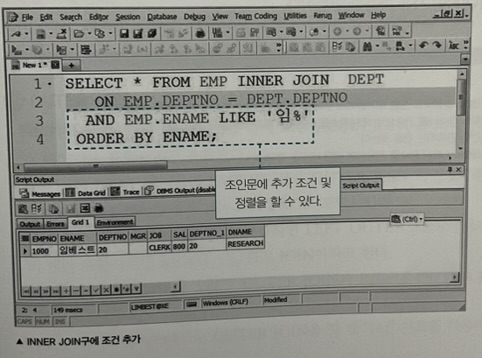 File Edit Search Editor Session Database Debug View Team Coding Utilities Rerun Window Help
New 1 *
1 SELECT * FROM EMP INNER JOIN DEPT
2 ON EMP.DEPTNO = DEPT.DEPTNO
3 AND EMP.ENAME LIKE '임%'
4 ORDER BY ENAME;
Script Output
조인문에 추가 조건 및
정렬을 할 수 있다.
Messages Data Grid Trace DBMS Output (disabl Script Output
Output Errors Grid 1 Environment
(Ctrl)
EMPNO ENAME DEPTNO MGR JOB SAL DEPTNO_1 DNAME
1000 임베스트 20 CLERK 800 20 RESEARCH
2: 4 149 msecs LIMBEST@XE Windows (CRLF) Modified
CAPS NUM INS
▲ INNER JOIN구에 조건 추가